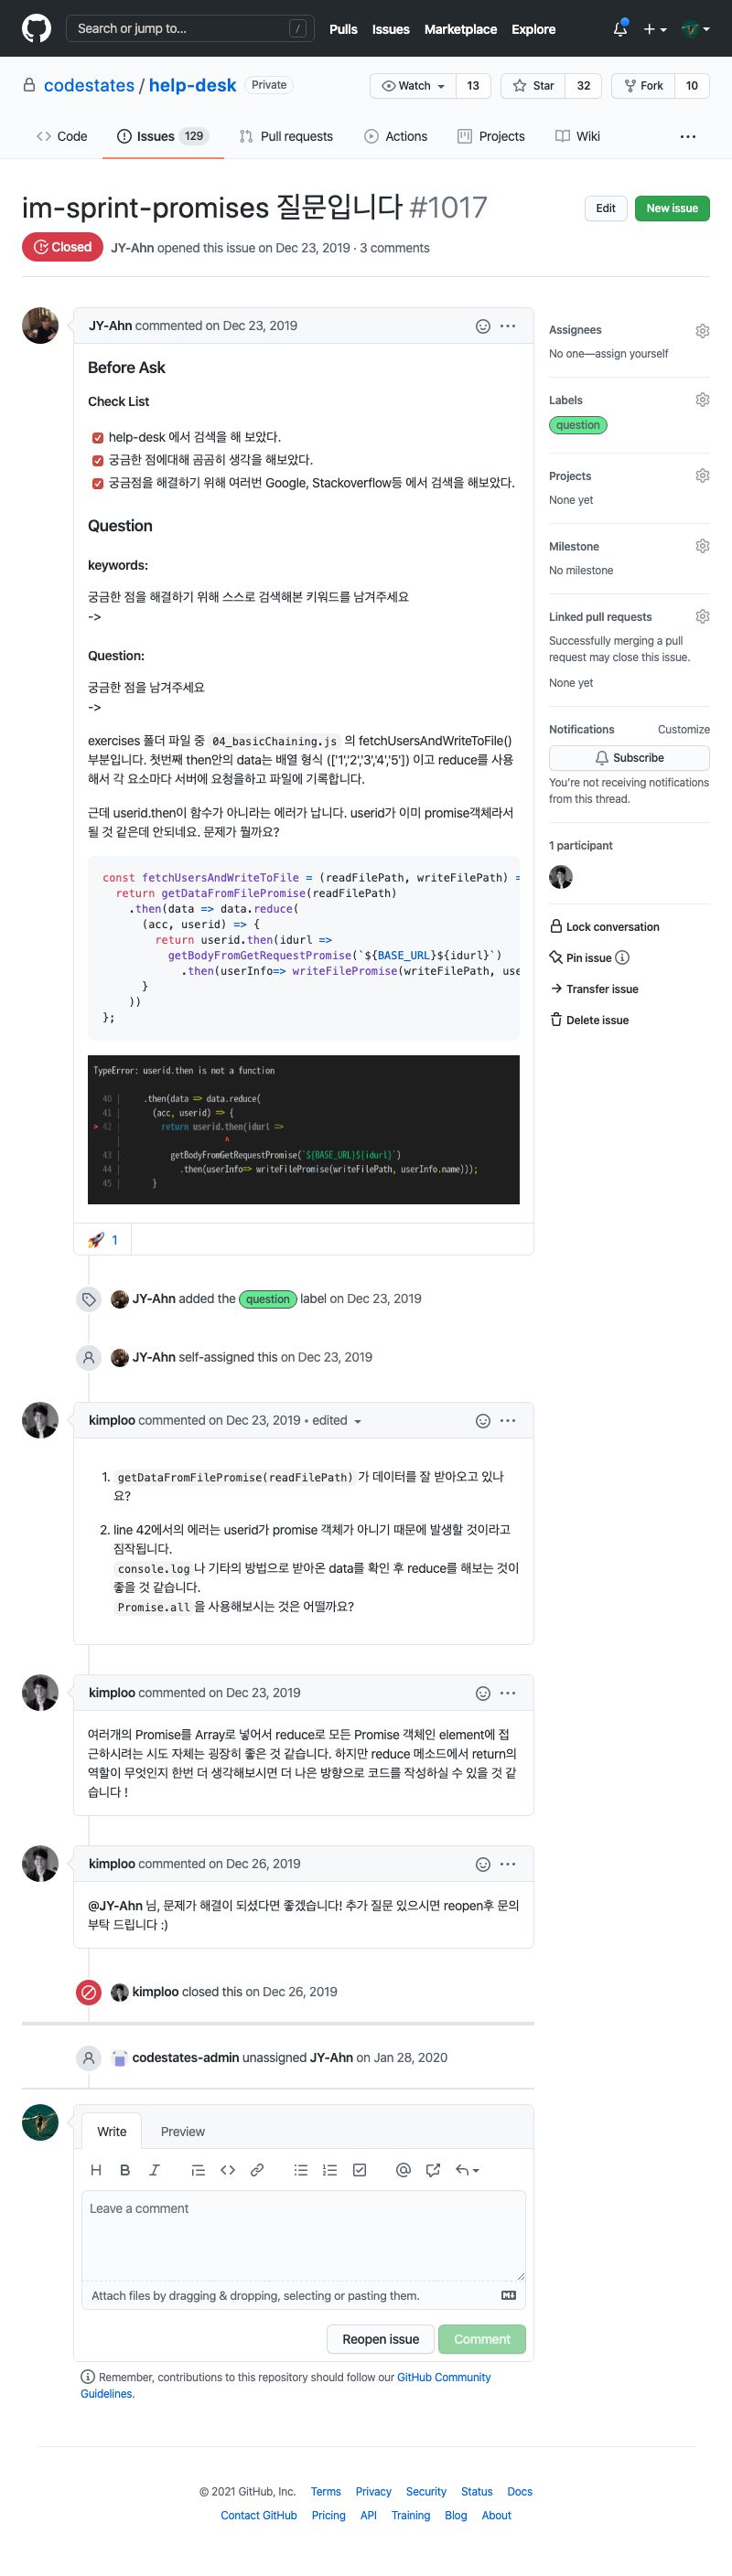 Search or jump to... /
Pulls Issues Marketplace Explore
codestates / help-desk Private
Watch 13 Star 32 Fork 10
Code Issues 129 Pull requests Actions Projects Wiki
im-sprint-promises 질문입니다 #1017
Edit New issue
Closed JY-Ahn opened this issue on Dec 23, 2019 · 3 comments
JY-Ahn commented on Dec 23, 2019
Before Ask
Check List
help-desk 에서 검색을 해 보았다.
궁금한 점에대해 곰곰히 생각을 해보았다.
궁금점을 해결하기 위해 여러번 Google, Stackoverflow등 에서 검색을 해보았다.
Question
keywords:
궁금한 점을 해결하기 위해 스스로 검색해본 키워드를 남겨주세요
->
Question:
궁금한 점을 남겨주세요
->
exercises 폴더 파일 중 04_basicChaining.js 의 fetchUsersAndWriteToFile()
부분입니다. 첫번째 then안의 data는 배열 형식 (['1','2','3','4','5']) 이고 reduce를 사용
해서 각 요소마다 서버에 요청을하고 파일에 기록합니다.
근데 userid.then이 함수가 아니라는 에러가 납니다. userid가 이미 promise객체라서
될 것 같은데 안되네요. 문제가 뭘까요?
const fetchUsersAndWriteToFile = (readFilePath, writeFilePath) =
return getDataFromFilePromise(readFilePath)
.then(data => data.reduce(
(acc, userid) => {
return userid.then(idurl =>
getBodyFromGetRequestPromise(`${BASE_URL}${idurl}`)
.then(userInfo=> writeFilePromise(writeFilePath, use
}
))
};
TypeError: userid.then is not a function
40 | .then(data => data.reduce(
41 | (acc, userid) => {
> 42 | return userid.then(idurl =>
| ^
43 | getBodyFromGetRequestPromise(`${BASE_URL}${idurl}`)
44 | .then(userInfo=> writeFilePromise(writeFilePath, userInfo.name)));
45 | }
1
JY-Ahn added the question label on Dec 23, 2019
JY-Ahn self-assigned this on Dec 23, 2019
kimploo commented on Dec 23, 2019 • edited
1. getDataFromFilePromise(readFilePath) 가 데이터를 잘 받아오고 있나
요?
2. line 42에서의 에러는 userid가 promise 객체가 아니기 때문에 발생할 것이라고
짐작됩니다.
console.log 나 기타의 방법으로 받아온 data를 확인 후 reduce를 해보는 것이
좋을 것 같습니다.
Promise.all 을 사용해보시는 것은 어떨까요?
kimploo commented on Dec 23, 2019
여러개의 Promise를 Array로 넣어서 reduce로 모든 Promise 객체인 element에 접
근하시려는 시도 자체는 굉장히 좋은 것 같습니다. 하지만 reduce 메소드에서 return의
역할이 무엇인지 한번 더 생각해보시면 더 나은 방향으로 코드를 작성하실 수 있을 것 같
습니다 !
kimploo commented on Dec 26, 2019
@JY-Ahn 님, 문제가 해결이 되셨다면 좋겠습니다! 추가 질문 있으시면 reopen후 문의
부탁 드립니다 :)
kimploo closed this on Dec 26, 2019
codestates-admin unassigned JY-Ahn on Jan 28, 2020
Write Preview
Leave a comment
Attach files by dragging & dropping, selecting or pasting them.
Reopen issue Comment
Remember, contributions to this repository should follow our GitHub Community
Guidelines.
Assignees
No one—assign yourself
Labels
question
Projects
None yet
Milestone
No milestone
Linked pull requests
Successfully merging a pull
request may close this issue.
None yet
Notifications Customize
Subscribe
You're not receiving notifications
from this thread.
1 participant
Lock conversation
Pin issue
Transfer issue
Delete issue
© 2021 GitHub, Inc. Terms Privacy Security Status Docs
Contact GitHub Pricing API Training Blog About